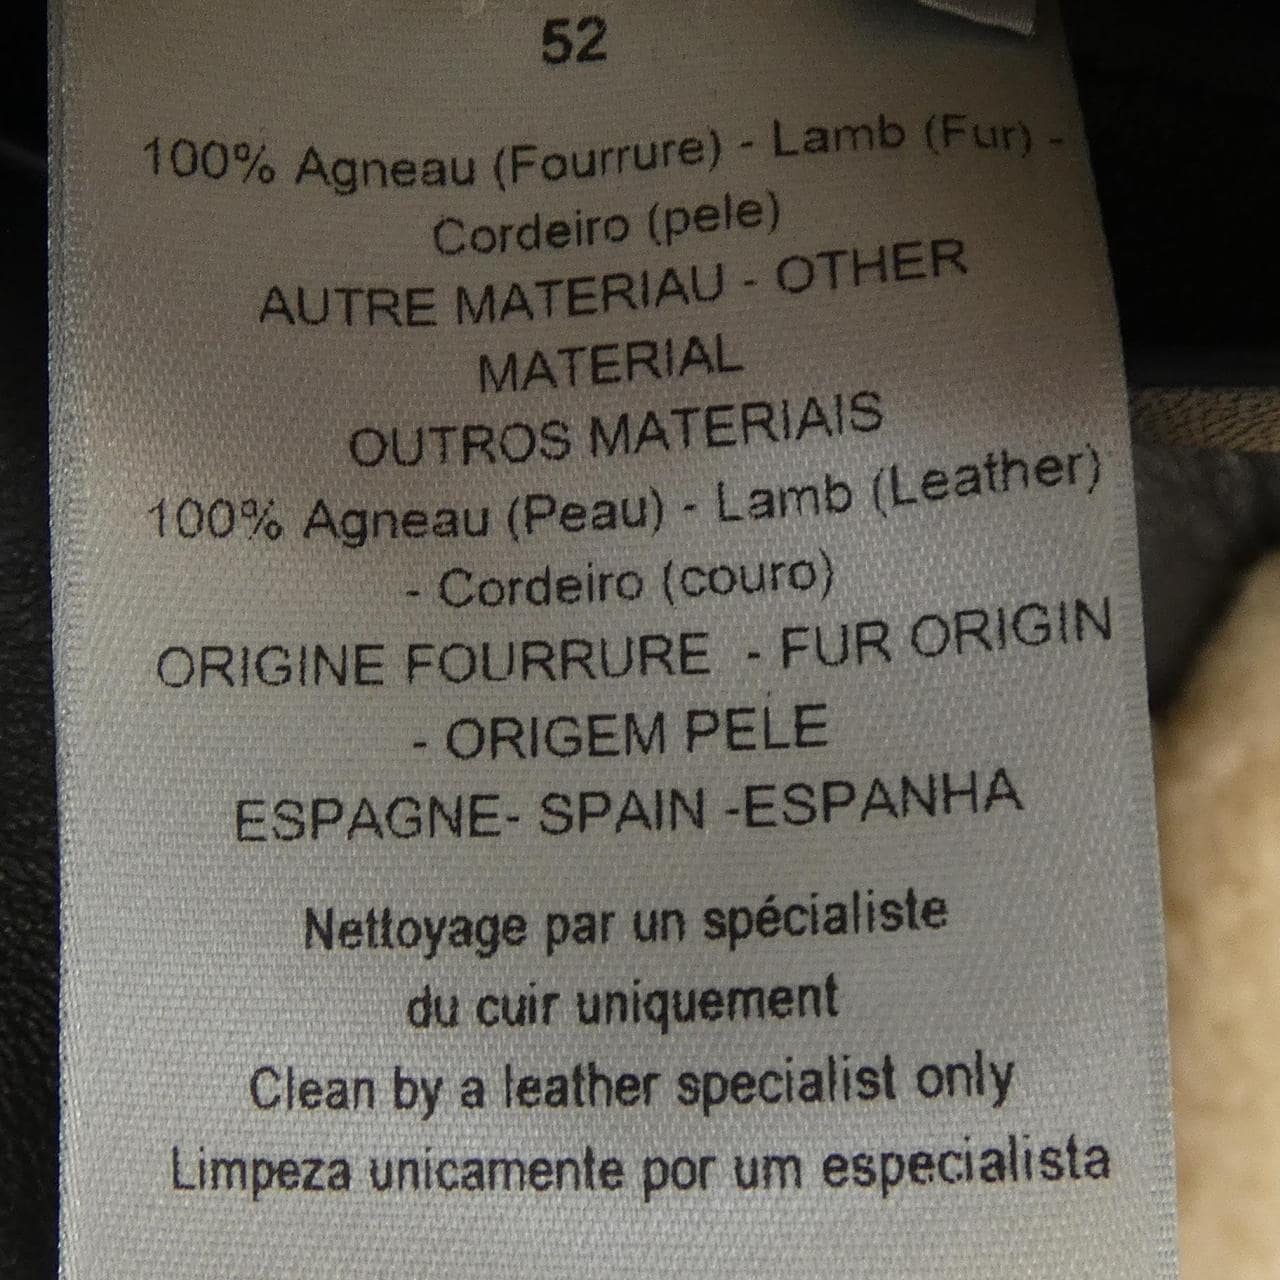 52
100% Agneau (Fourrure) - Lamb (Fur) -
Cordeiro (pele)
AUTRE MATERIAU - OTHER
MATERIAL
OUTROS MATERIAIS
100% Agneau (Peau) - Lamb (Leather)
- Cordeiro (couro)
ORIGINE FOURRURE - FUR ORIGIN
- ORIGEM PELE
ESPAGNE- SPAIN -ESPANHA
Nettoyage par un spécialiste
du cuir uniquement
Clean by a leather specialist only
Limpeza unicamente por um especialista